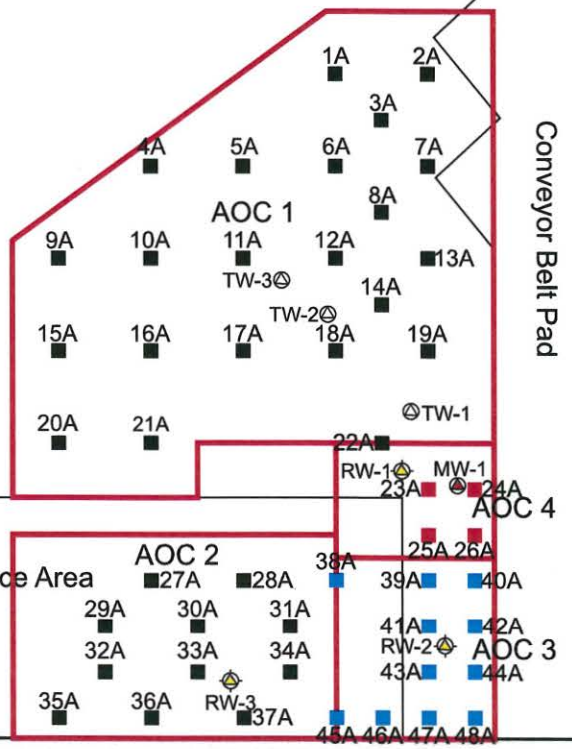 1A 2A
3A
4A 5A 6A 7A
8A
AOC 1
9A 10A 11A 12A 13A
TW-3
14A
TW-2
15A 16A 17A 18A 19A
TW-1
20A 21A 22A
RW-1 MW-1
23A 24A
AOC 4
25A 26A
Conveyor Belt Pad
AOC 2
38A
ce Area 27A 28A 39A 40A
29A 30A 31A 41A 42A
RW-2 AOC 3
32A 33A 34A 43A 44A
RW-3
35A 36A 37A
45A 46A 47A 48A